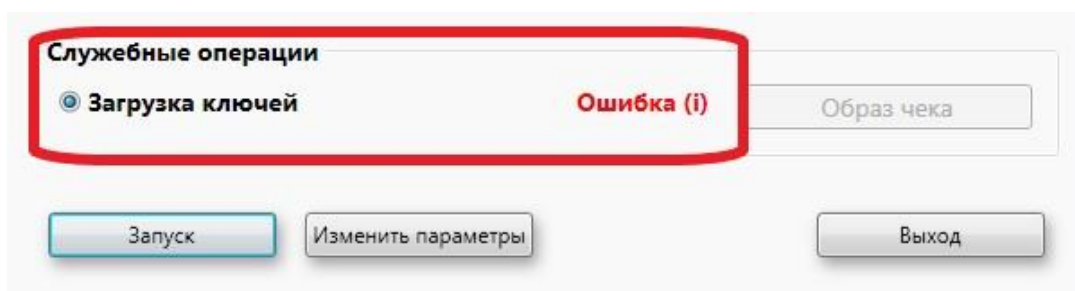 Служебные операции
Загрузка ключей Ошибка (i) Образ чека
Запуск Изменить параметры Выход